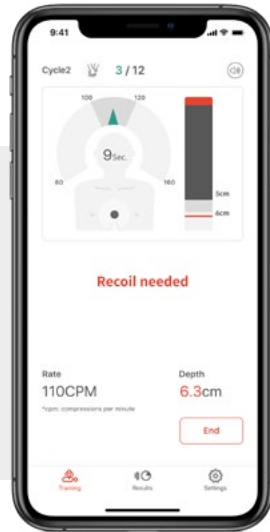 9:41
Cycle2 3 / 12
100 120
9Sec.
60 160
5cm
6cm
Recoil needed
Rate Depth
110CPM 6.3cm
*cpm: compressions per minute
End
Training Results Settings